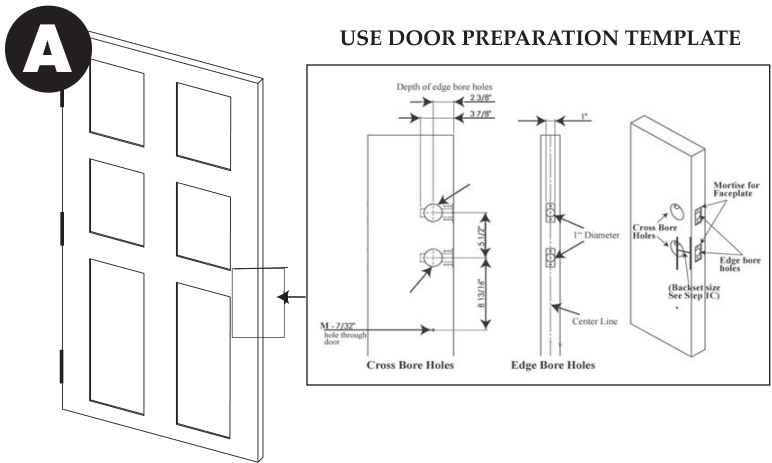 A
USE DOOR PREPARATION TEMPLATE
Depth of edge bore holes
2 3/8"
3 7/8"
1"
5 1/2"
8 13/16"
M - 7/32"
hole through
door
Cross Bore Holes
1" Diameter
Center Line
Edge Bore Holes
Mortise for
Faceplate
Cross Bore
Holes
Edge bore
holes
(Backset size
See Step 1C)